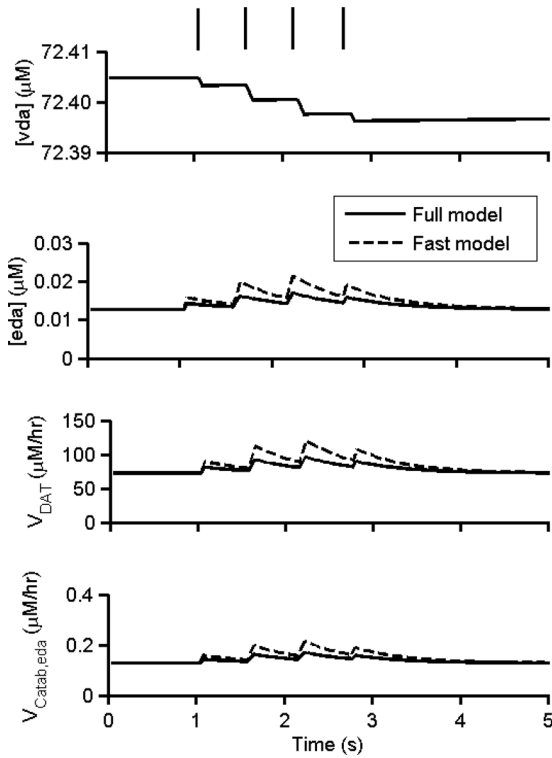 72.41
72.40
72.39
[vda] (μM)
Full model
Fast model
0.03
0.02
0.01
0
[eda] (μM)
150
100
50
0
VDAT (μM/hr)
0.4
0.2
0
VCatab,eda (μM/hr)
0 1 2 3 4 5
Time (s)